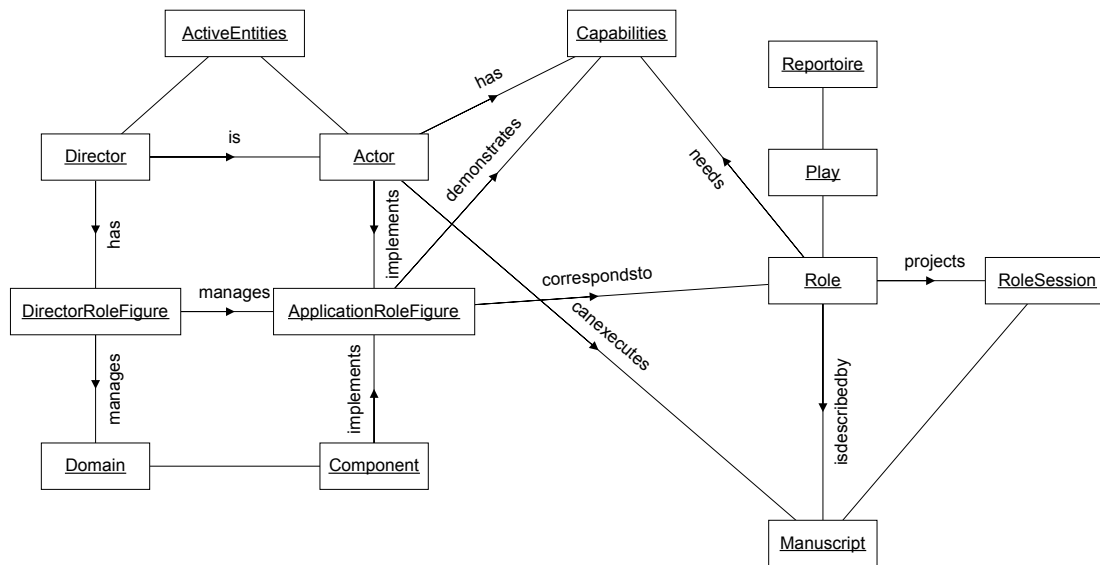 ActiveEntities
Capabilities
Reportoire
has
is
demonstrates
Director
Actor
needs
Play
has
implements
correspondsto
projects
manages
Role
RoleSession
DirectorRoleFigure
ApplicationRoleFigure
canexecutes
manages
implements
isdescribedby
Domain
Component
Manuscript